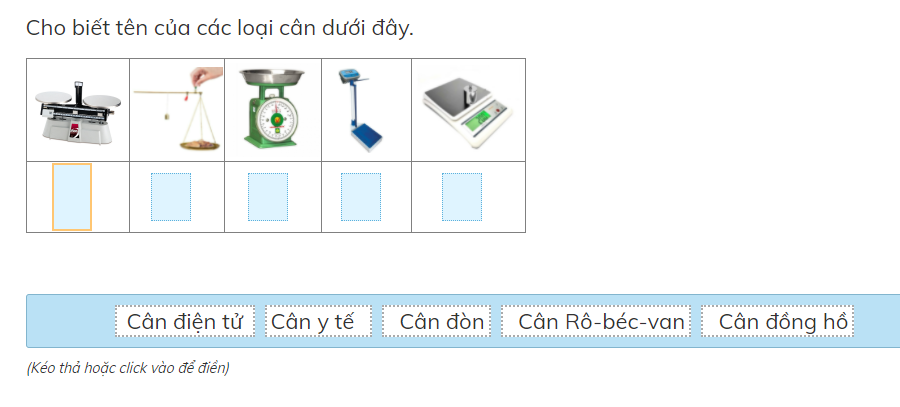 Cho biết tên của các loại cân dưới đây.
Cân điện tử Cân y tế Cân đòn Cân Rô-béc-van Cân đồng hồ
(Kéo thả hoặc click vào để điền)